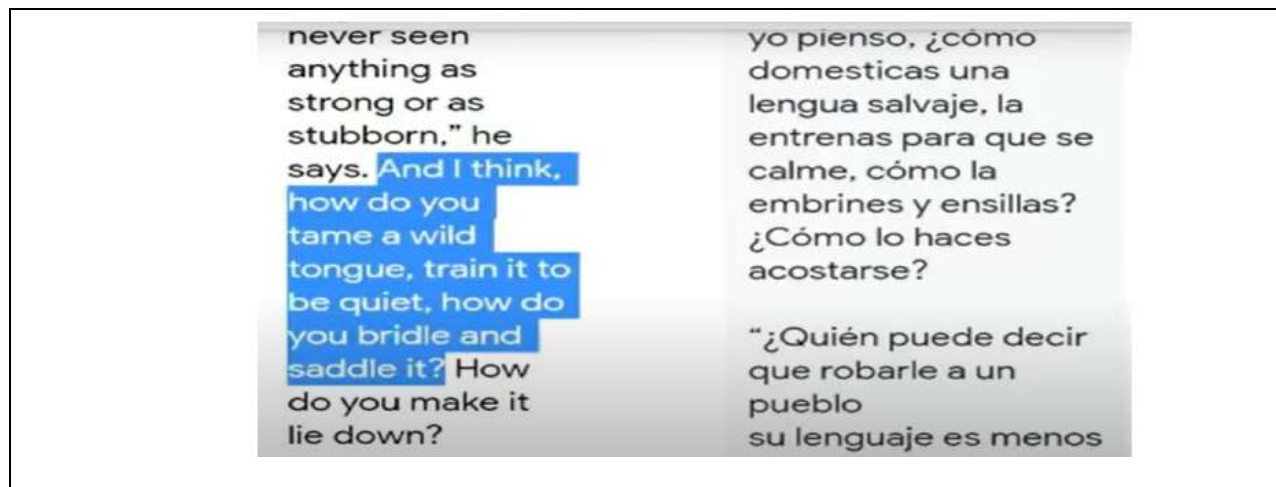 never seen
anything as
strong or as
stubborn,” he
says. And I think,
how do you
tame a wild
tongue, train it to
be quiet, how do
you bridle and
saddle it? How
do you make it
lie down?
yo pienso, ¿cómo
domesticas una
lengua salvaje, la
entrenas para que se
calme, cómo la
embrines y ensillas?
¿Cómo lo haces
acostarse?
“¿Quién puede decir
que robarle a un
pueblo
su lenguaje es menos